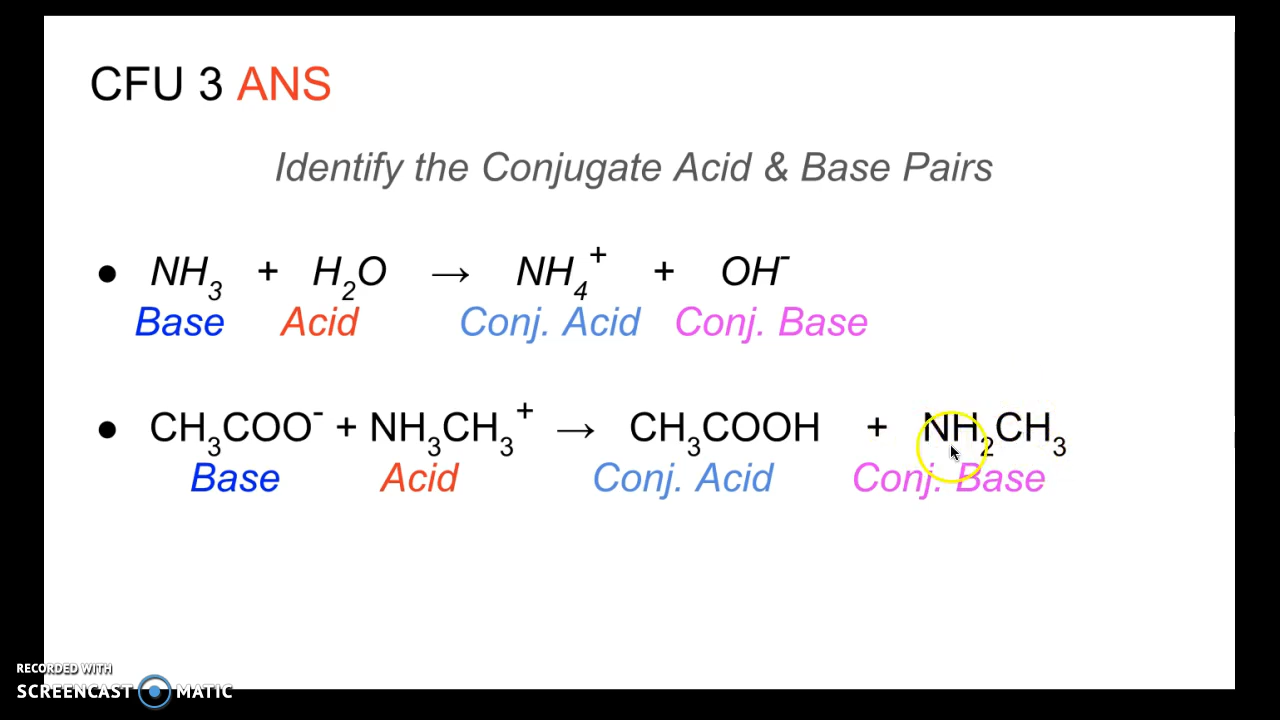 CFU 3 ANS
Identify the Conjugate Acid & Base Pairs
● NH₃ + H₂O → NH₄⁺ + OH⁻
Base Acid Conj. Acid Conj. Base
● CH₃COO⁻ + NH₃CH₃⁺ → CH₃COOH + NH₂CH₃
Base Acid Conj. Acid Conj. Base
RECORDED WITH
SCREENCAST MATIC